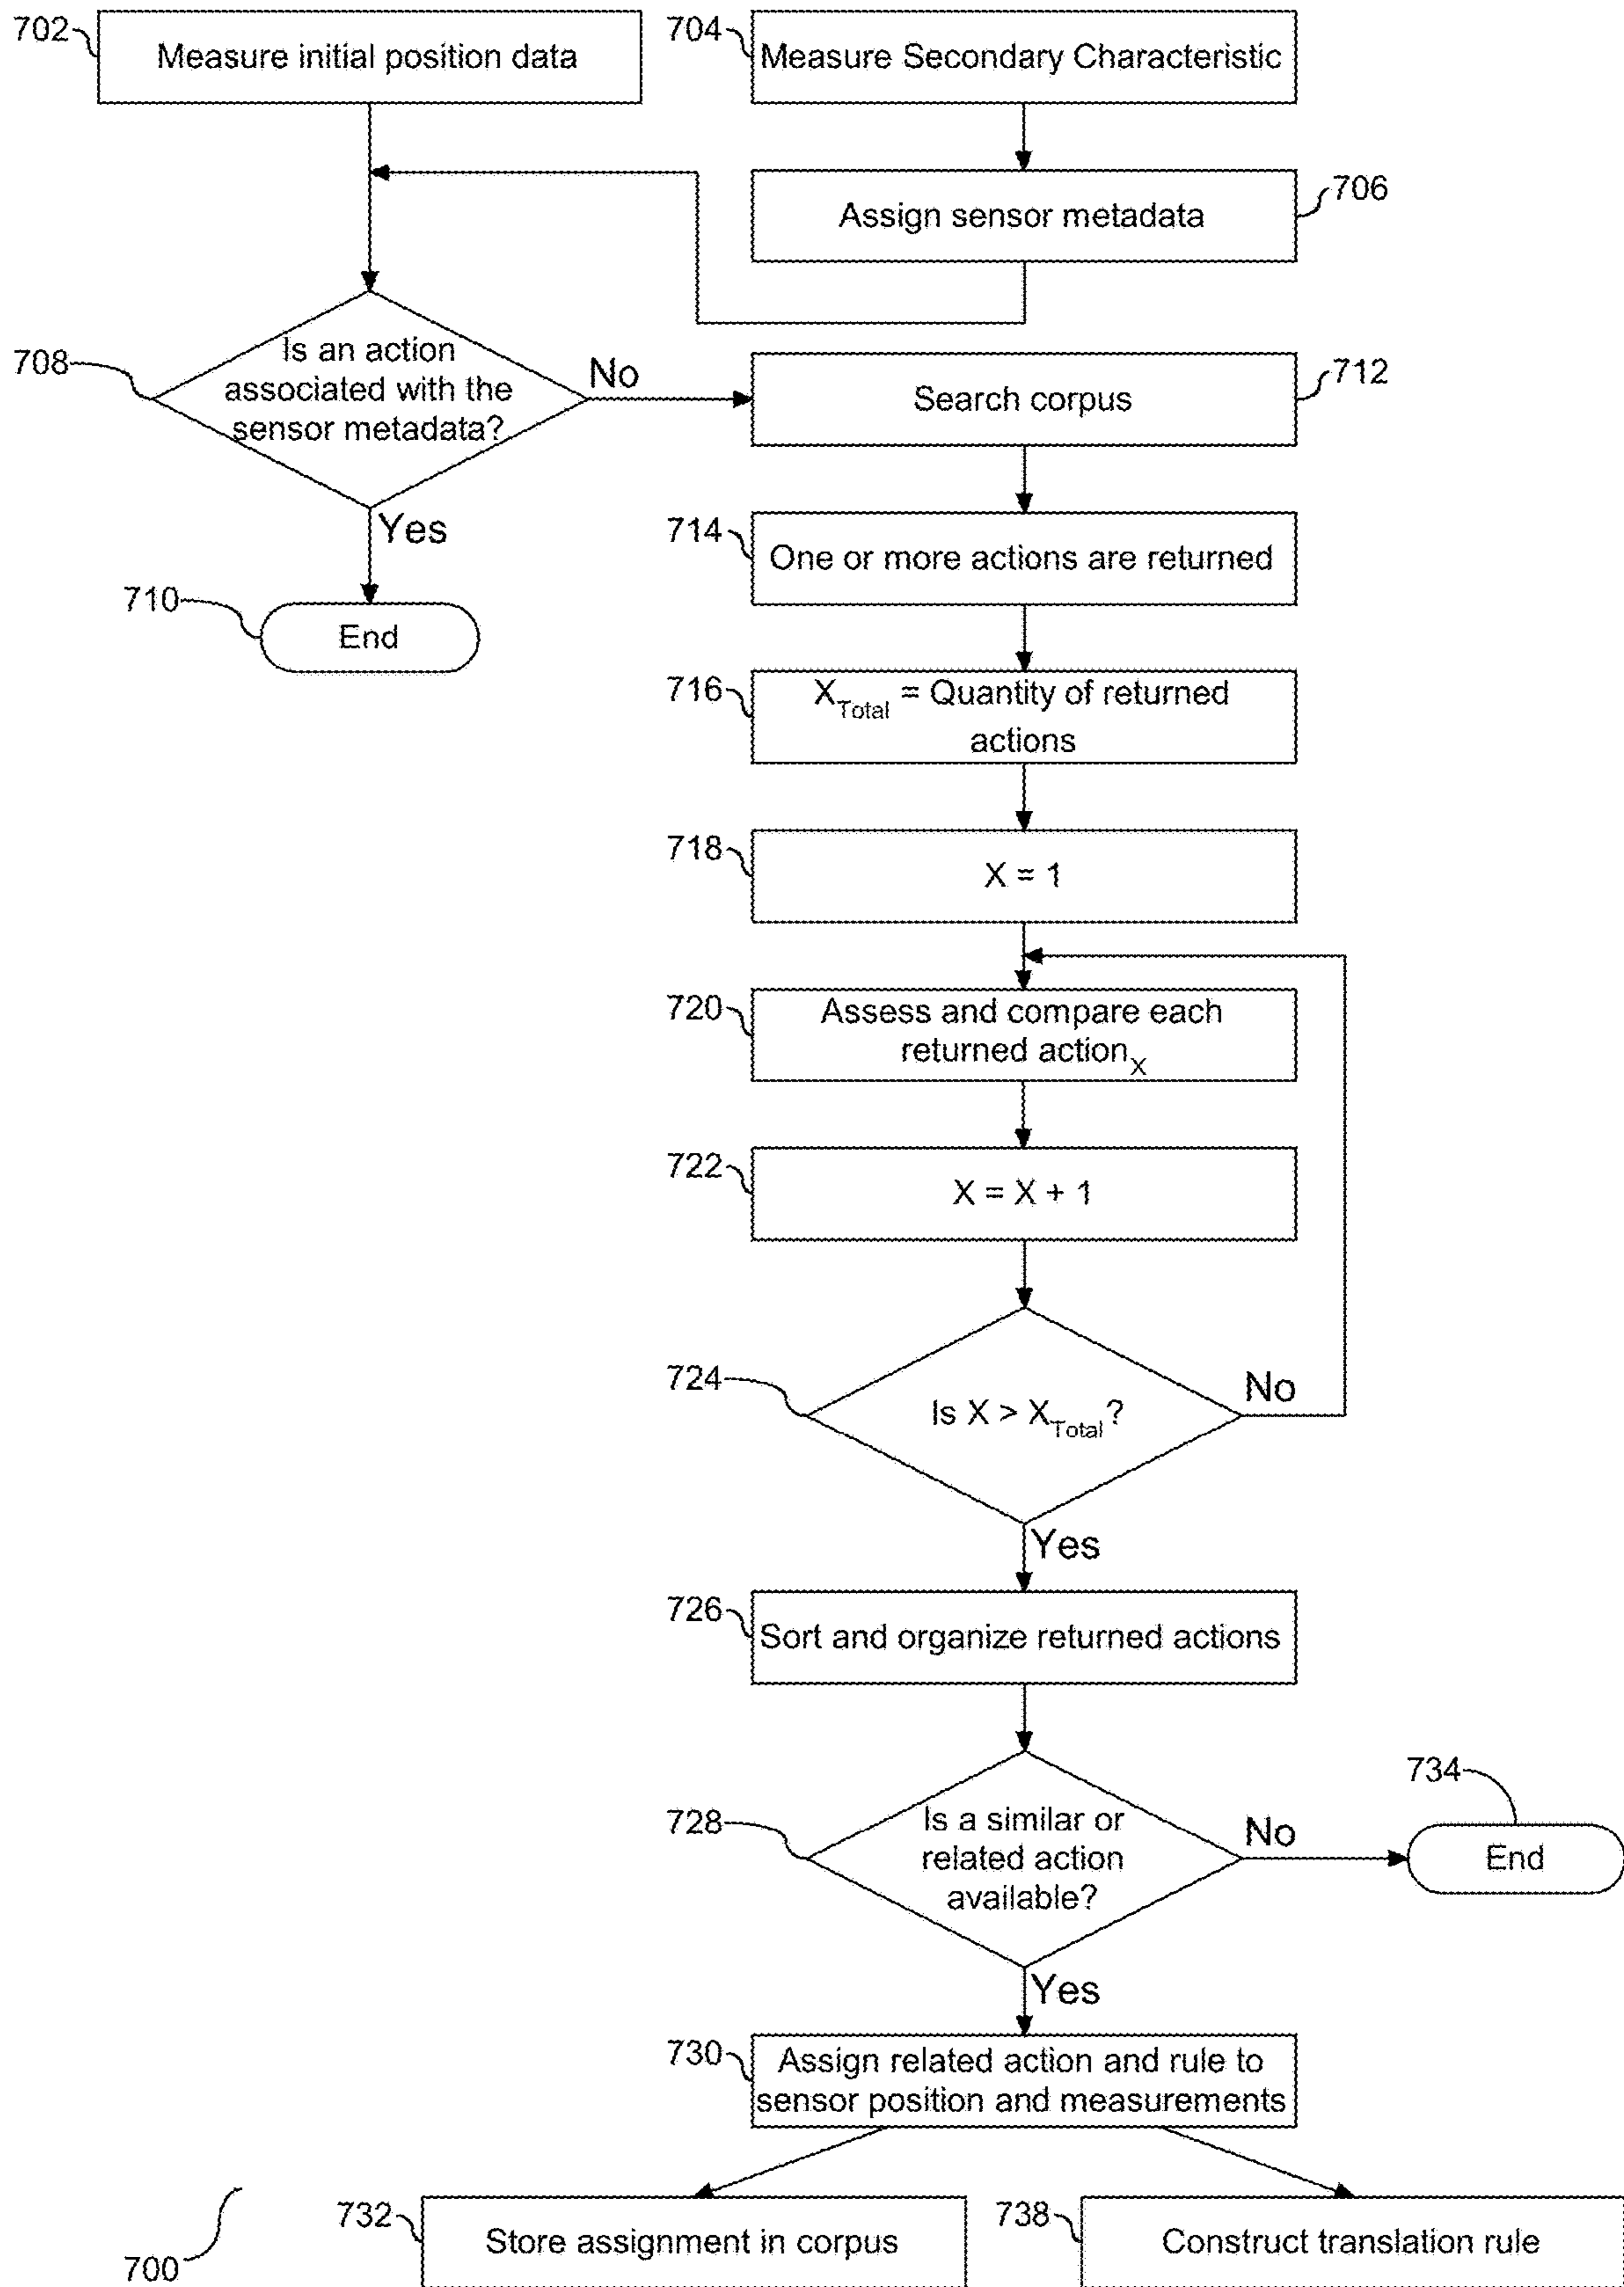 702
Measure initial position data
704
Measure Secondary Characteristic
706
Assign sensor metadata
708
Is an action
associated with the
sensor metadata?
No
712
Search corpus
Yes
714
One or more actions are returned
710
End
716
X_Total = Quantity of returned
actions
718
X = 1
720
Assess and compare each
returned action_X
722
X = X + 1
724
Is X > X_Total?
No
Yes
726
Sort and organize returned actions
728
Is a similar or
related action
available?
No
734
End
Yes
730
Assign related action and rule to
sensor position and measurements
732
Store assignment in corpus
738
Construct translation rule
700